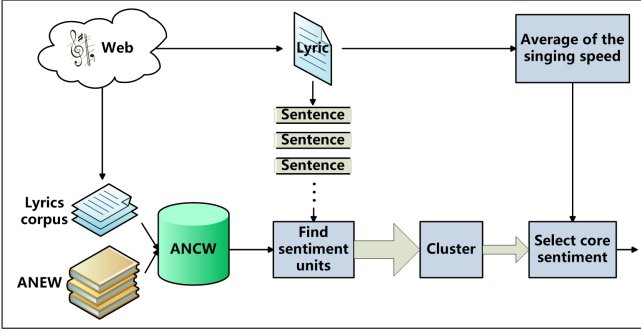 Web
Lyric
Average of the
singing speed
Sentence
Sentence
Sentence
Lyrics
corpus
ANEW
ANCW
Find
sentiment
units
Cluster
Select core
sentiment